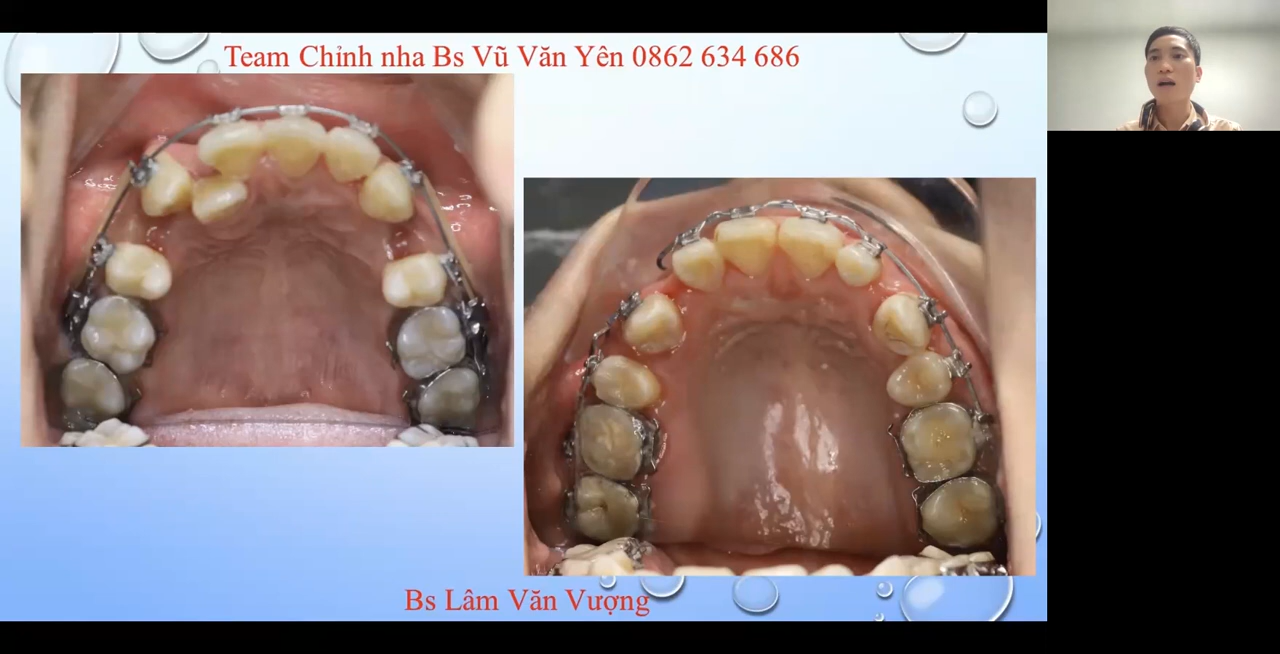 Team Chỉnh nha Bs Vũ Văn Yên 0862 634 686
Bs Lâm Văn Vượng